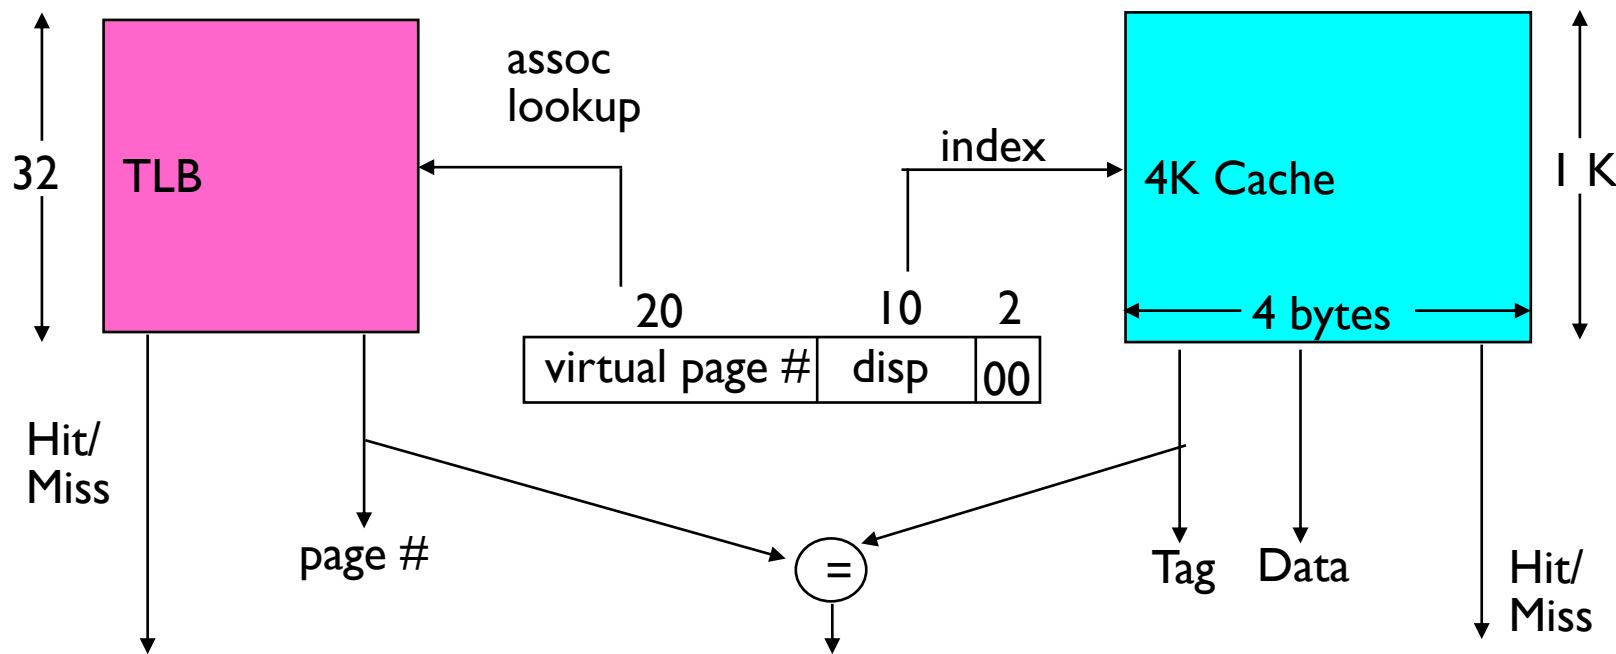 assoc
lookup
index
32
TLB
4K Cache
1 K
20
10
2
4 bytes
virtual page #
disp
00
Hit/
Miss
page #
=
Tag
Data
Hit/
Miss